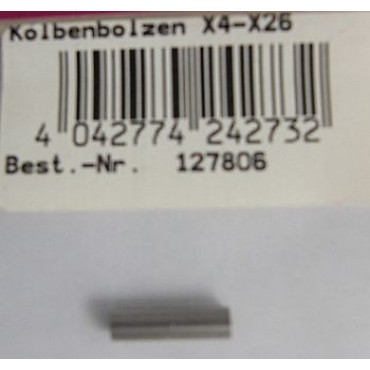 Kolbenbolzen X4-X26
4 042774 242732
Best.-Nr. 127806